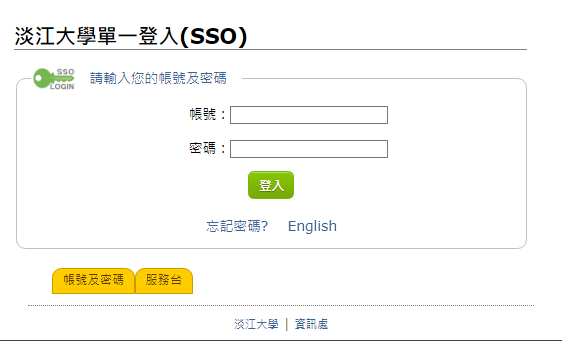 淡江大學單一登入(SSO)
SSO
LOGIN
請輸入您的帳號及密碼
帳號：
密碼：
登入
忘記密碼? English
帳號及密碼 服務台
淡江大學 | 資訊處